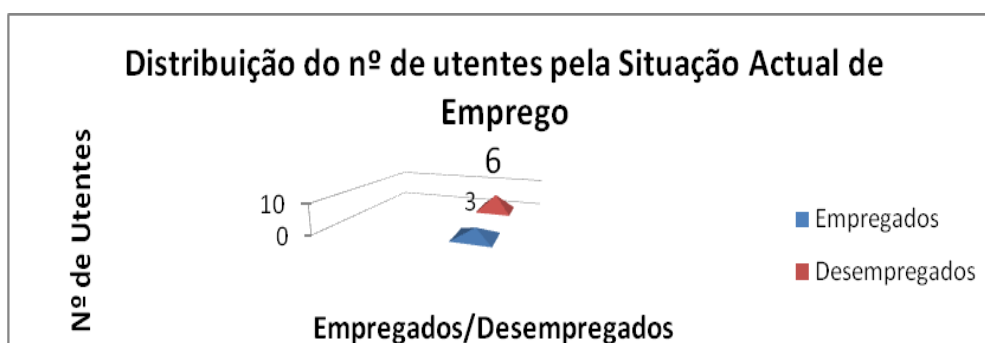 Distribuição do nº de utentes pela Situação Actual de
Emprego
Nº de Utentes
6
10
3
0
Empregados
Desempregados
Empregados/Desempregados